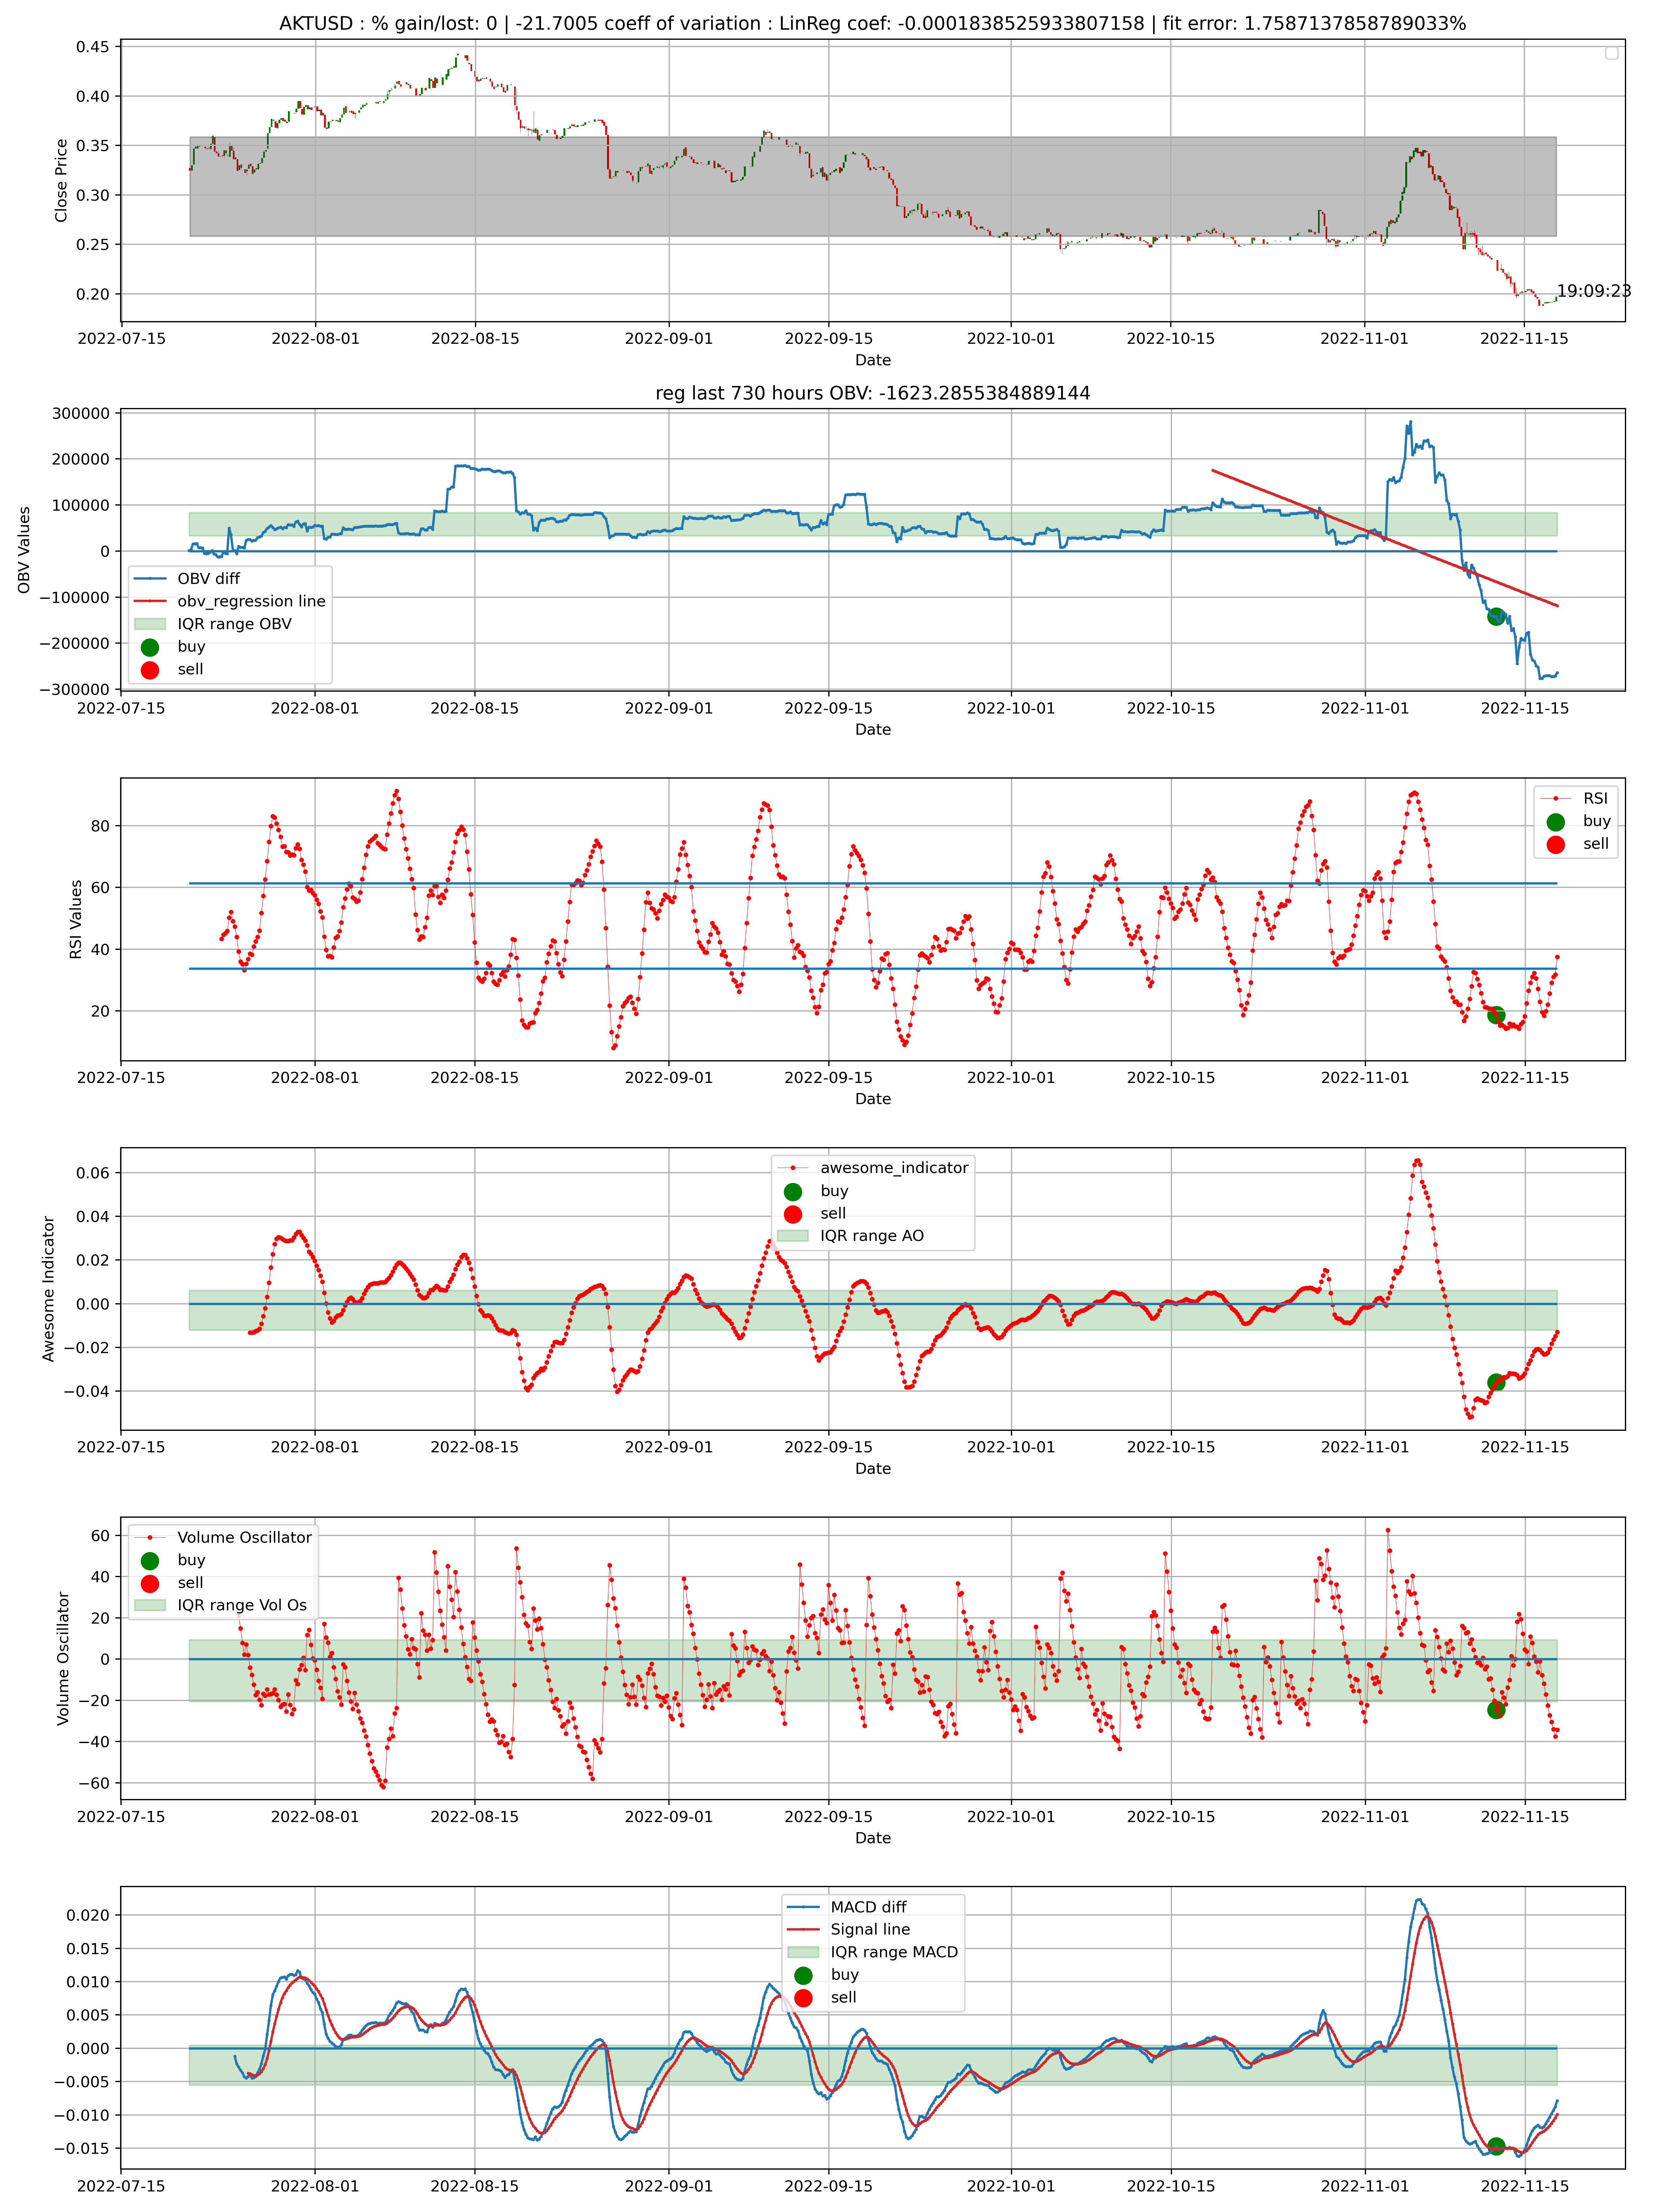 AKTUSD : % gain/lost: 0 | -21.7005 coeff of variation : LinReg coef: -0.0001838525933807158 | fit error: 1.7587137858789033%
0.45
0.40
0.35
0.30
0.25
0.20
Close Price
19:09:23
2022-07-15 2022-08-01 2022-08-15 2022-09-01 2022-09-15 2022-10-01 2022-10-15 2022-11-01 2022-11-15
Date
reg last 730 hours OBV: -1623.2855384889144
300000
200000
100000
0
−100000
−200000
−300000
OBV Values
OBV diff
obv_regression line
IQR range OBV
buy
sell
2022-07-15 2022-08-01 2022-08-15 2022-09-01 2022-09-15 2022-10-01 2022-10-15 2022-11-01 2022-11-15
Date
80
60
40
20
RSI Values
RSI
buy
sell
2022-07-15 2022-08-01 2022-08-15 2022-09-01 2022-09-15 2022-10-01 2022-10-15 2022-11-01 2022-11-15
Date
0.06
0.04
0.02
0.00
−0.02
−0.04
Awesome Indicator
awesome_indicator
buy
sell
IQR range AO
2022-07-15 2022-08-01 2022-08-15 2022-09-01 2022-09-15 2022-10-01 2022-10-15 2022-11-01 2022-11-15
Date
60
40
20
0
−20
−40
−60
Volume Oscillator
Volume Oscillator
buy
sell
IQR range Vol Os
2022-07-15 2022-08-01 2022-08-15 2022-09-01 2022-09-15 2022-10-01 2022-10-15 2022-11-01 2022-11-15
Date
0.020
0.015
0.010
0.005
0.000
−0.005
−0.010
−0.015
MACD diff
Signal line
IQR range MACD
buy
sell
2022-07-15 2022-08-01 2022-08-15 2022-09-01 2022-09-15 2022-10-01 2022-10-15 2022-11-01 2022-11-15